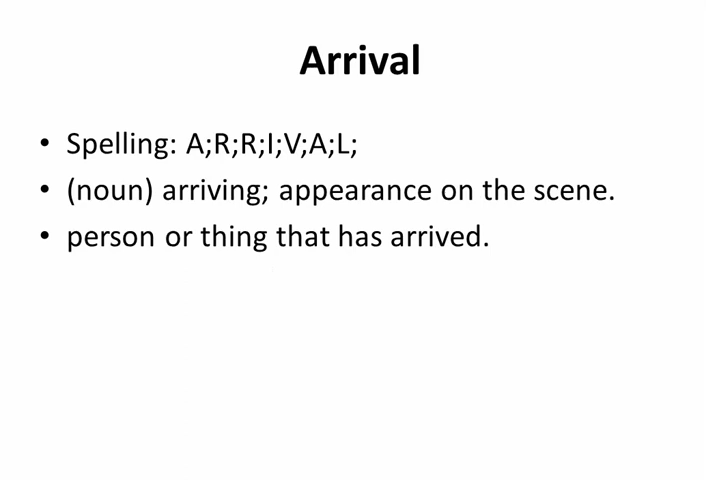 Arrival
• Spelling: A;R;R;I;V;A;L;
• (noun) arriving; appearance on the scene.
• person or thing that has arrived.